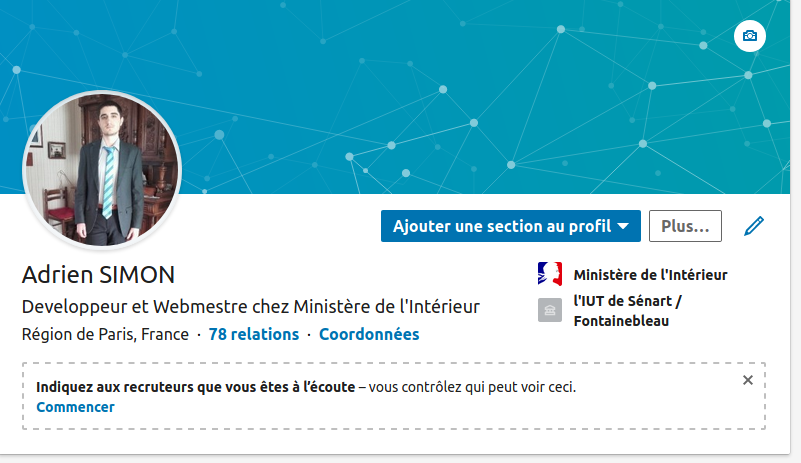 Ajouter une section au profil
Plus...
Adrien SIMON
Developpeur et Webmestre chez Ministère de l'Intérieur
Région de Paris, France · 78 relations · Coordonnées
Ministère de l'Intérieur
l'IUT de Sénart /
Fontainebleau
Indiquez aux recruteurs que vous êtes à l'écoute – vous contrôlez qui peut voir ceci.
Commencer